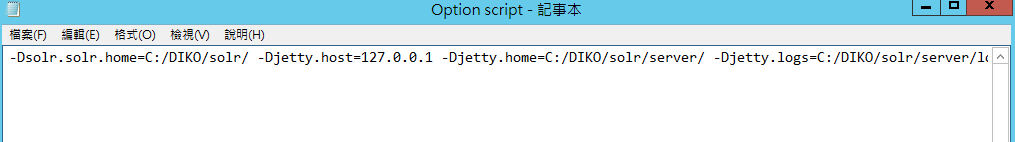 Option script - 記事本
檔案(F) 編輯(E) 格式(O) 檢視(V) 說明(H)
-Dsolr.solr.home=C:/DIKO/solr/ -Djetty.host=127.0.0.1 -Djetty.home=C:/DIKO/solr/server/ -Djetty.logs=C:/DIKO/solr/server/lo